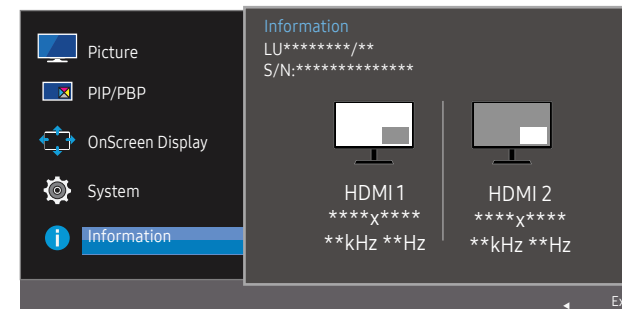 Picture
PIP/PBP
OnScreen Display
System
Information
Information
LU********/**
S/N:**************
HDMI 1
****x****
**kHz **Hz
HDMI 2
****x****
**kHz **Hz